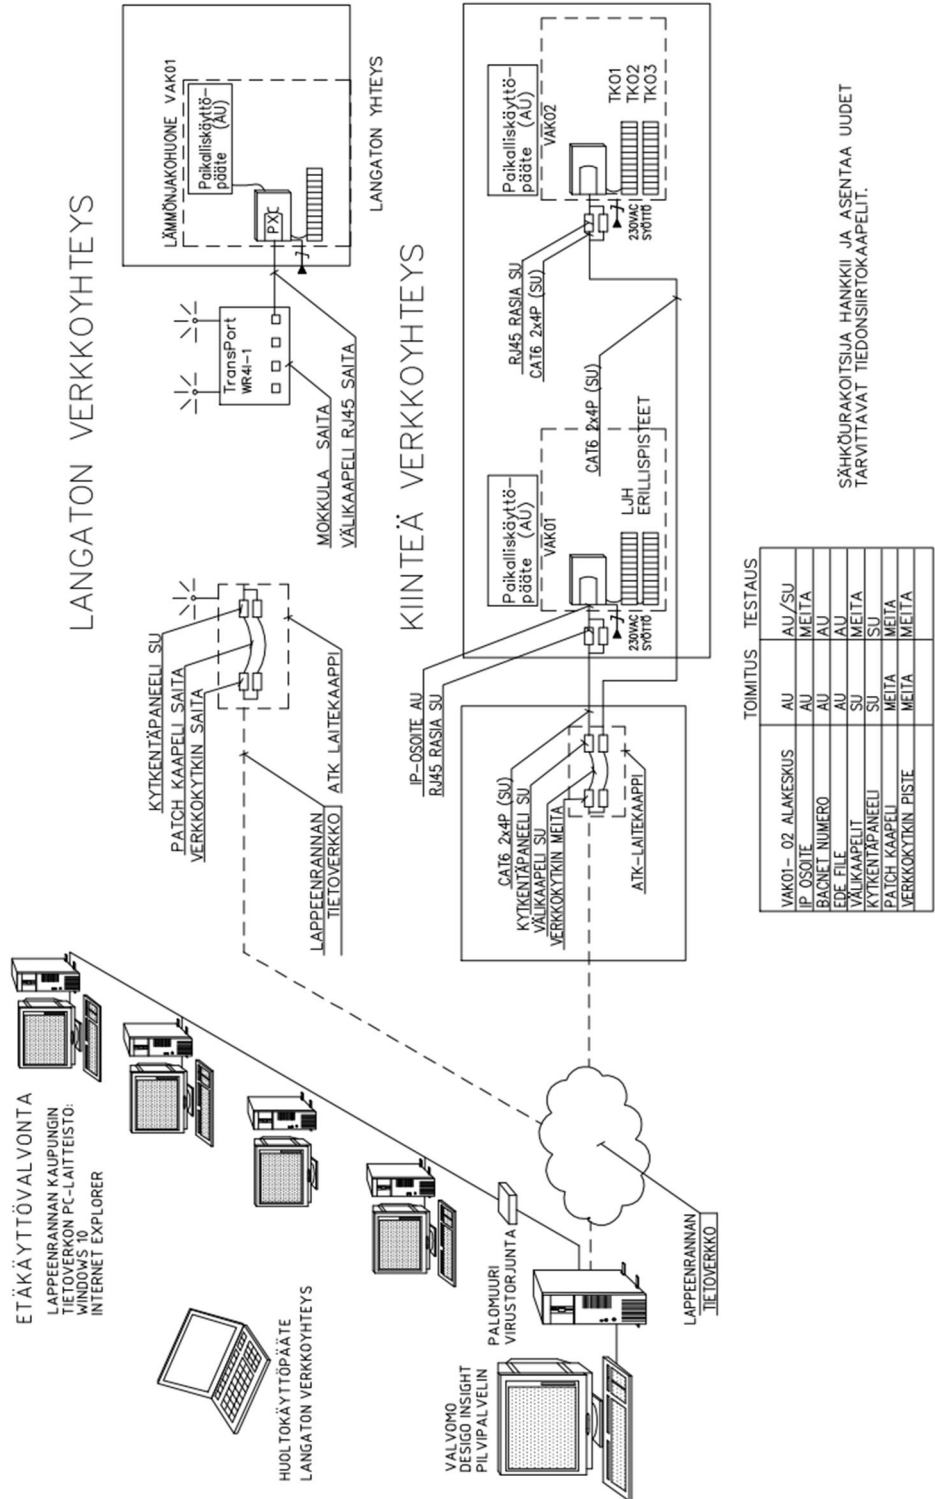 ETÄKÄYTTÖVALVONTA
LAPPEENRANNAN KAUPUNGIN
TIETOVERKON PC-LAITTEISTO:
WINDOWS 10
INTERNET EXPLORER
HUOLTOKÄYTTÖPÄÄTE
LANGATON VERKKOYHTEYS
VALVOMO
DESIGO INSIGHT
PILVIPALVELIN
PALOMUURI
VIRUSTORJUNTA
LAPPEENRANNAN
TIETOVERKKO
LANGATON VERKKOYHTEYS
KYTKENTÄPANEELI SU
PATCH KAAPELI SAITA
VERKKOKYTKIN SAITA
ATK LAITEKAAPPI
LAPPEENRANNAN
TIETOVERKKO
TransPort
WR41-1
MOKKULA SAITA
VÄLIKAAPELI RJ45 SAITA
LÄMMÖNJAKOHUONE VAK01
Paikalliskäyttö-
pääte (AU)
PXC
LANGATON YHTEYS
KIINTEÄ VERKKOYHTEYS
IP-OSOITE AU
RJ45 RASIA SU
CAT6 2x4P (SU)
KYTKENTÄPANEELI SU
VÄLIKAAPELI SU
VERKKOKYTKIN MEITA
ATK-LAITEKAAPPI
Paikalliskäyttö-
pääte (AU)
VAK01
LJH
ERILLISPISTEET
230VAC
SYÖTTÖ
CAT6 2x4P (SU)
RJ45 RASIA SU
CAT6 2x4P (SU)
Paikalliskäyttö-
pääte (AU)
VAK02
TK01
TK02
TK03
230VAC
SYÖTTÖ
TOIMITUS TESTAUS
VAK01- 02 ALAKESKUS AU AU/SU
IP OSOITE AU MEITA
BACNET NUMERO AU AU
EDE FILE AU AU
VÄLIKAAPELIT SU MEITA
KYTKENTÄPANEELI SU SU
PATCH KAAPELI MEITA MEITA
VERKKOKYTKIN PISTE MEITA MEITA
SÄHKÖURAKOITSIJA HANKKII JA ASENTAA UUDET
TARVITTAVAT TIEDONSIIRTOKAAPELIT.